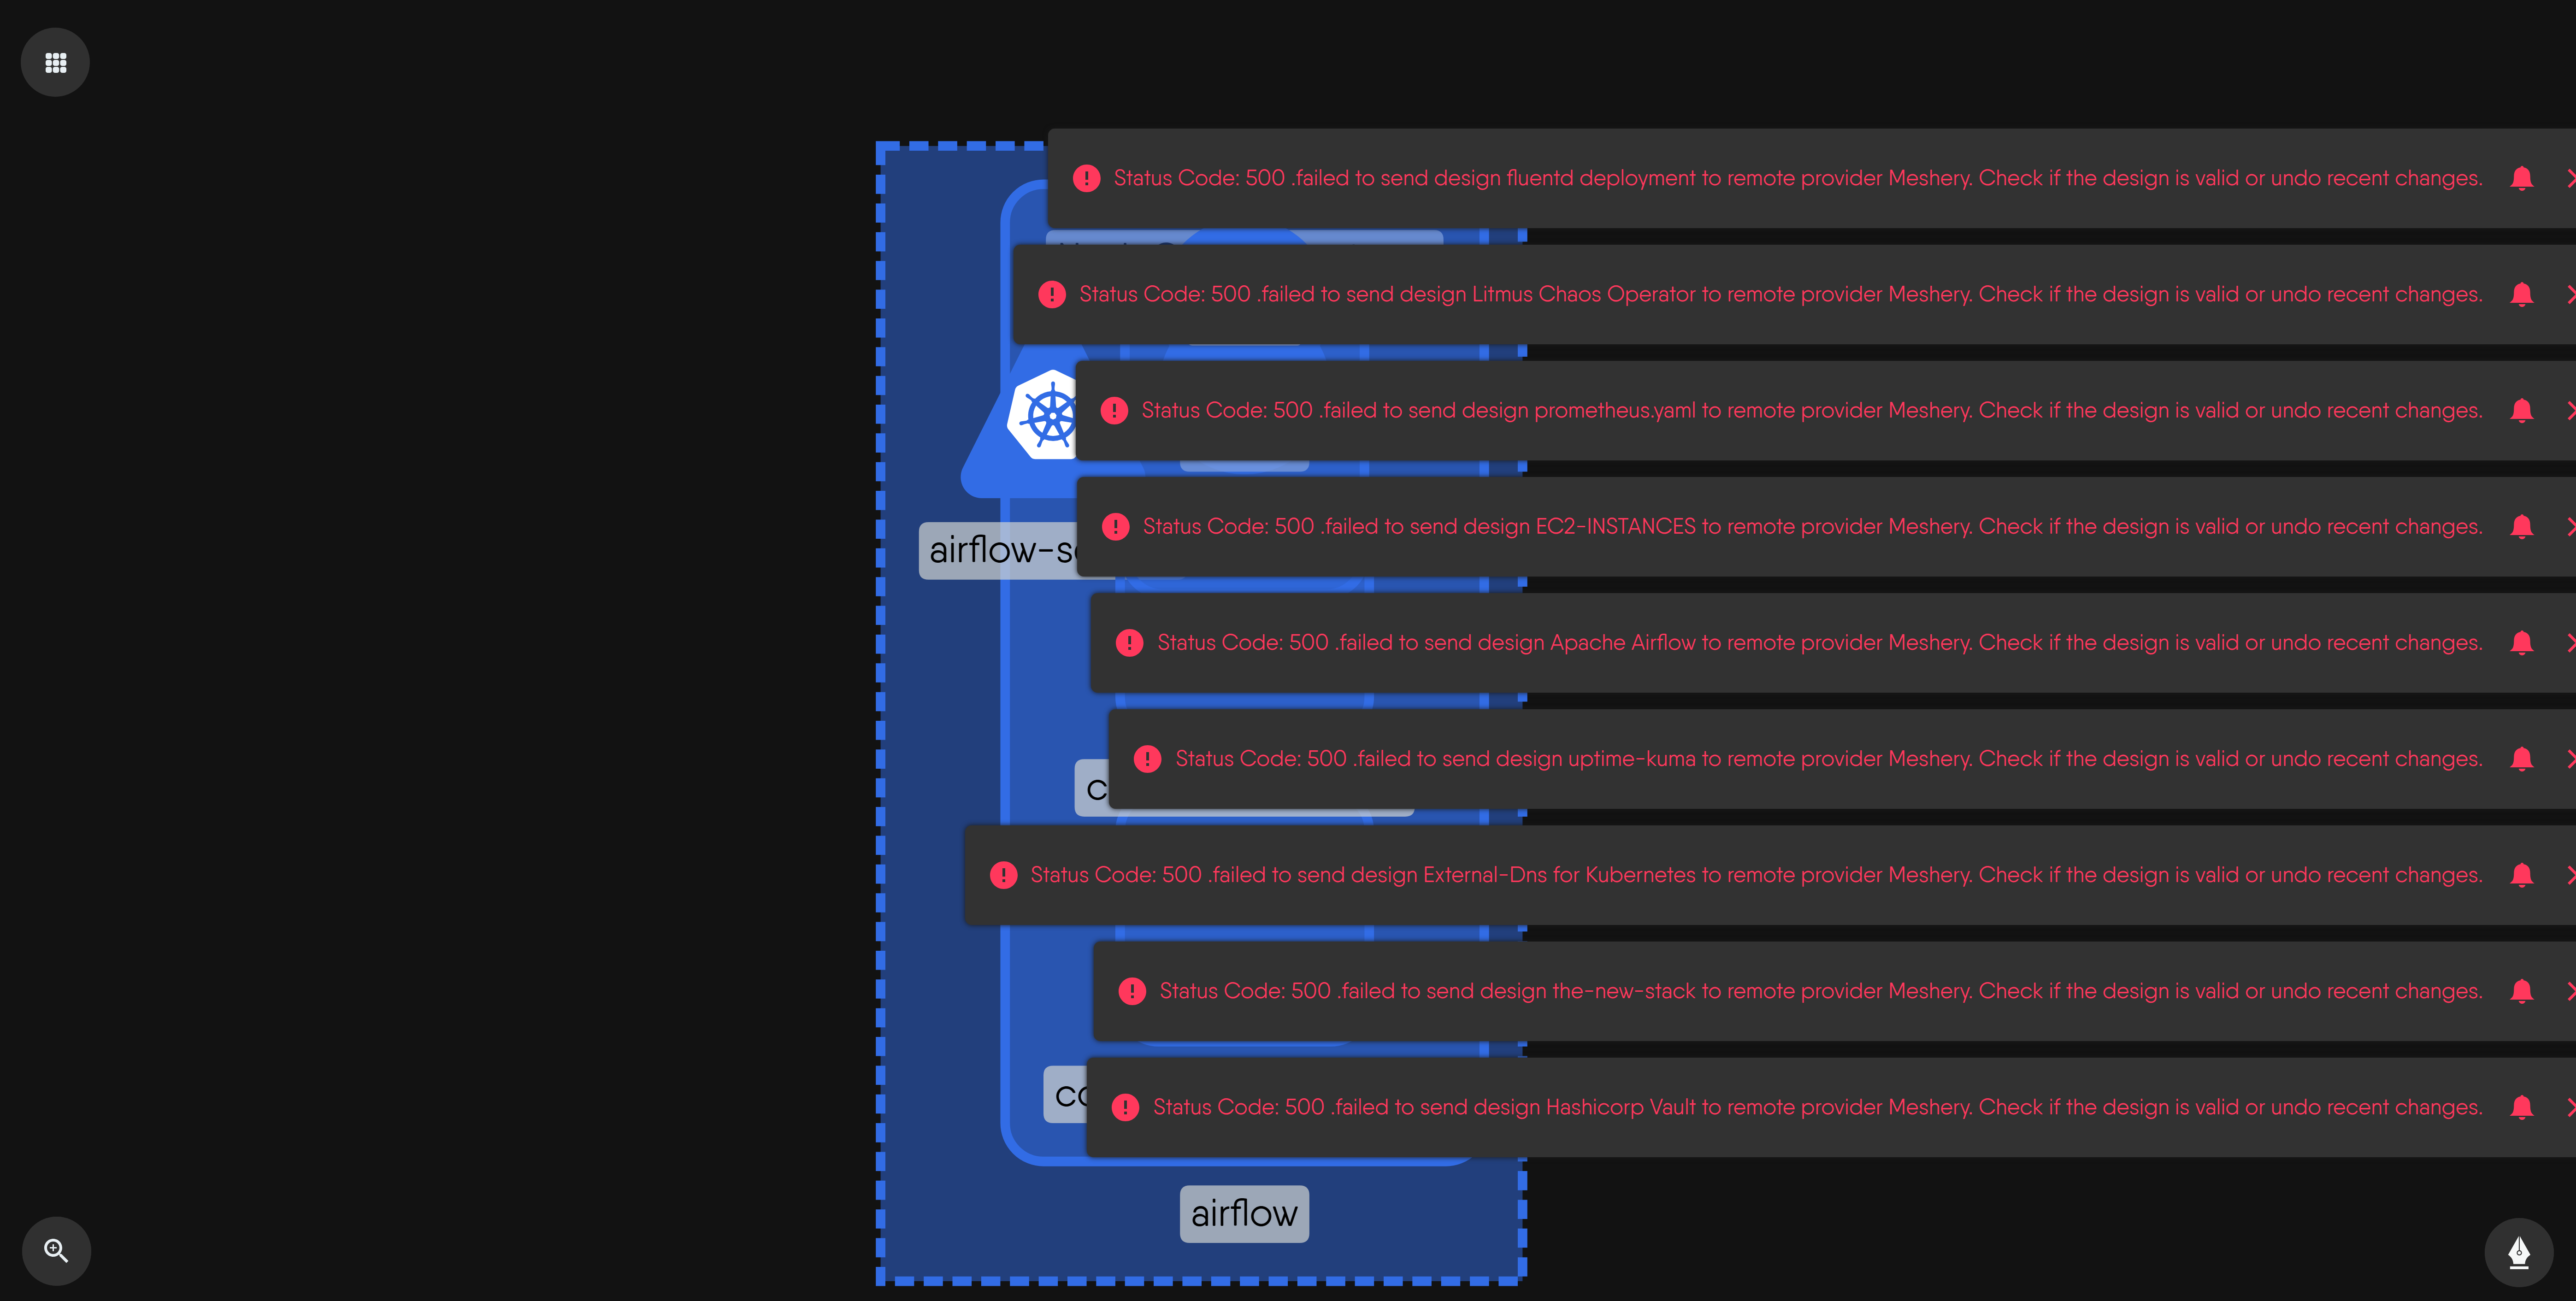 Status Code: 500 .failed to send design fluentd deployment to remote provider Meshery. Check if the design is valid or undo recent changes.
Status Code: 500 .failed to send design Litmus Chaos Operator to remote provider Meshery. Check if the design is valid or undo recent changes.
Status Code: 500 .failed to send design prometheus.yaml to remote provider Meshery. Check if the design is valid or undo recent changes.
Status Code: 500 .failed to send design EC2-INSTANCES to remote provider Meshery. Check if the design is valid or undo recent changes.
airflow-s
Status Code: 500 .failed to send design Apache Airflow to remote provider Meshery. Check if the design is valid or undo recent changes.
Status Code: 500 .failed to send design uptime-kuma to remote provider Meshery. Check if the design is valid or undo recent changes.
c
Status Code: 500 .failed to send design External-Dns for Kubernetes to remote provider Meshery. Check if the design is valid or undo recent changes.
Status Code: 500 .failed to send design the-new-stack to remote provider Meshery. Check if the design is valid or undo recent changes.
co
Status Code: 500 .failed to send design Hashicorp Vault to remote provider Meshery. Check if the design is valid or undo recent changes.
airflow